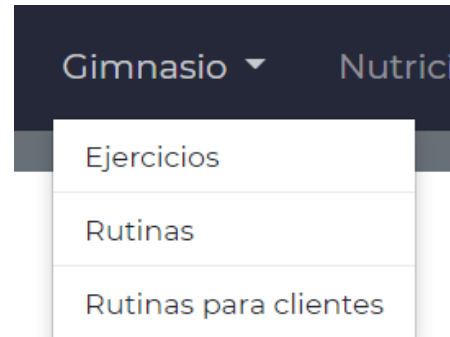 Gimnasio Nutrici
Ejercicios
Rutinas
Rutinas para clientes